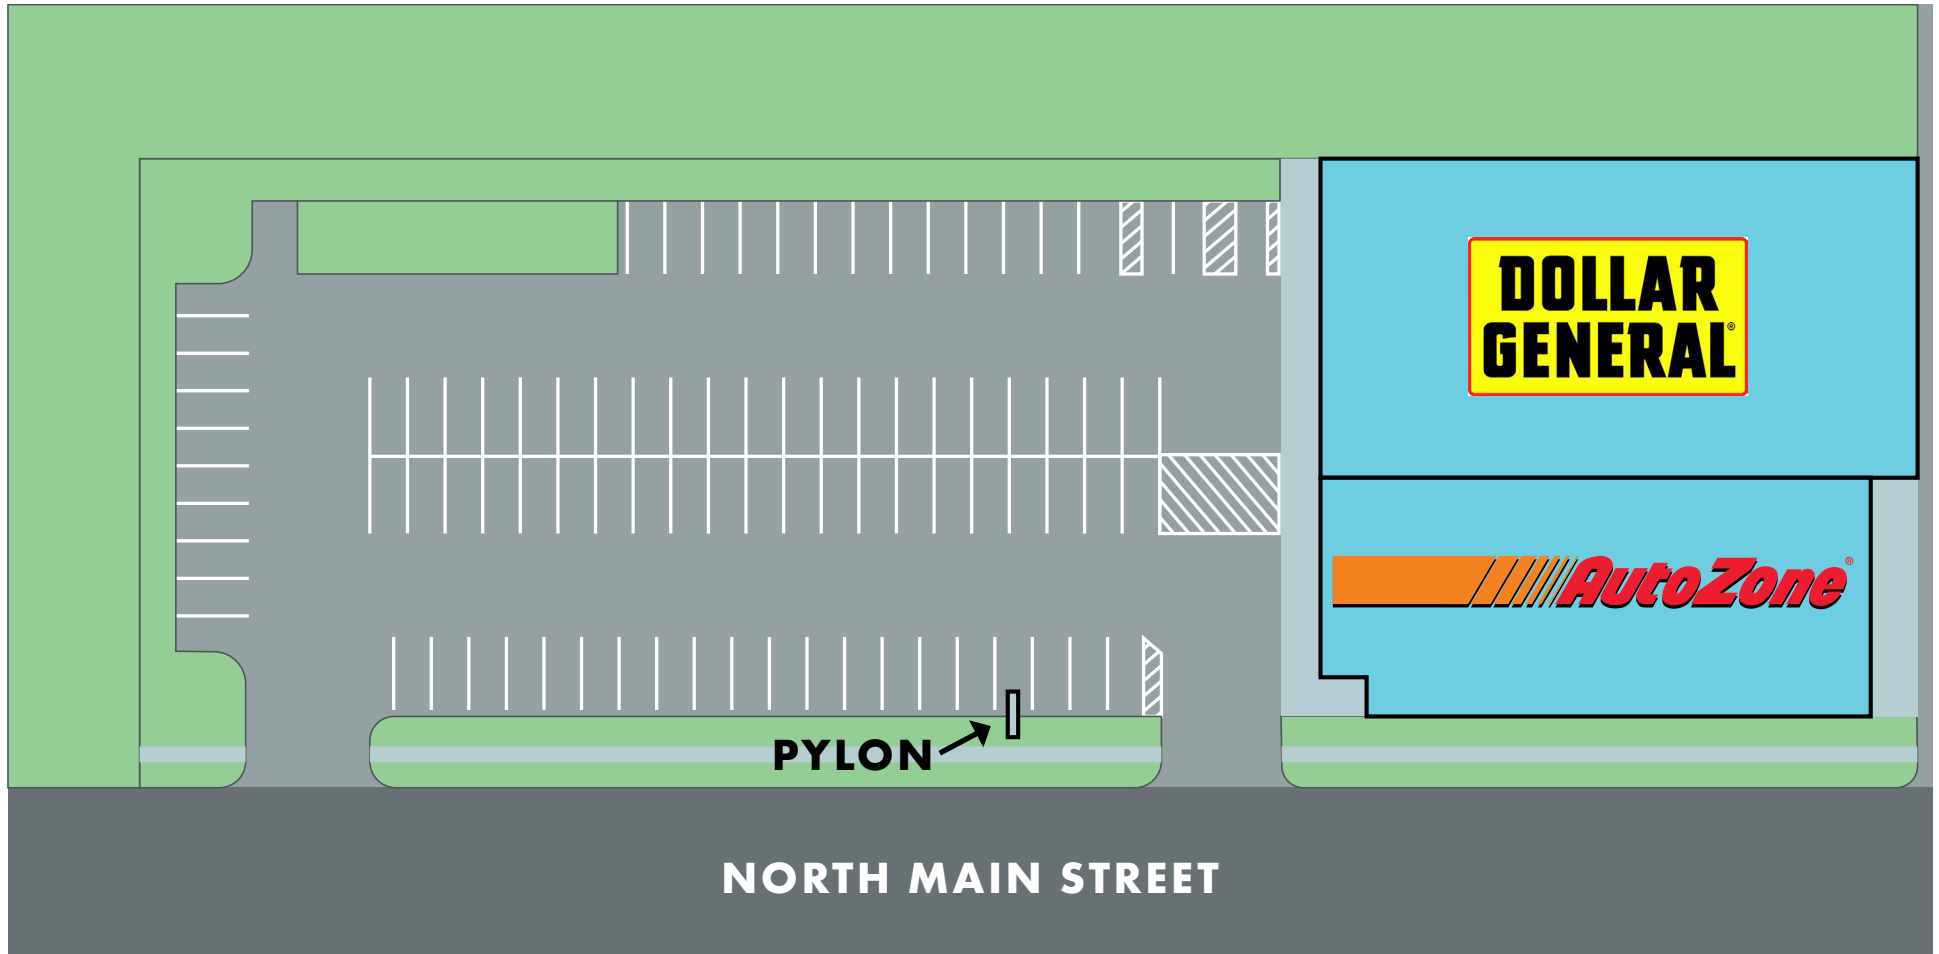 DOLLAR
GENERAL®
AutoZone®
PYLON
NORTH MAIN STREET